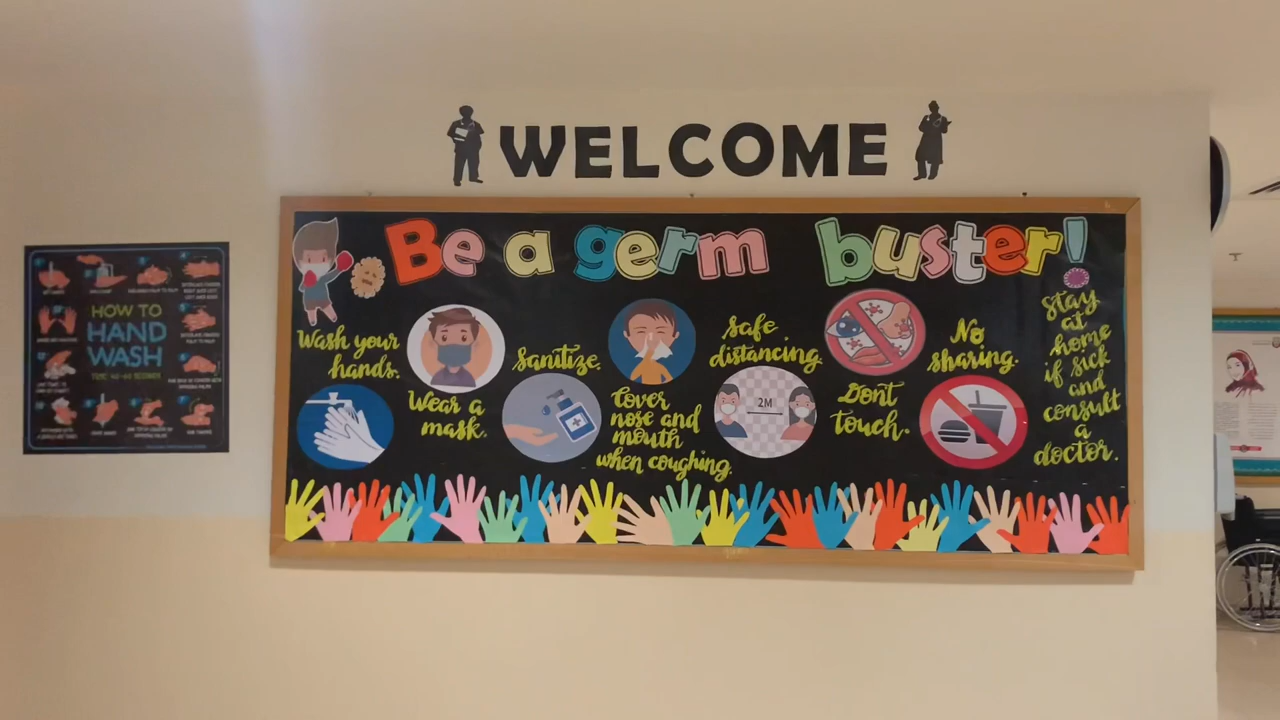 WELCOME
Be a germ buster!
Wash your
hands.
Wear a
mask.
Sanitize.
Cover
nose and
mouth
when coughing.
Safe
distancing.
2M
Dont
touch.
No
sharing.
Stay
at
home
if sick
and
consult
a
doctor.
HOW TO
HAND
WASH